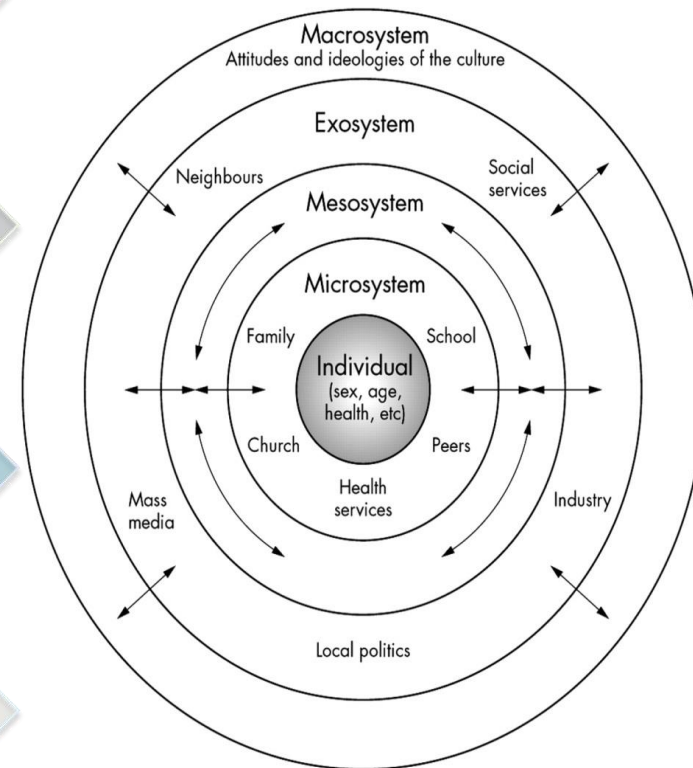 Macrosystem
Attitudes and ideologies of the culture
Exosystem
Neighbours
Social
services
Mesosystem
Microsystem
Family
School
Individual
(sex, age,
health, etc)
Church
Peers
Health
services
Mass
media
Industry
Local politics